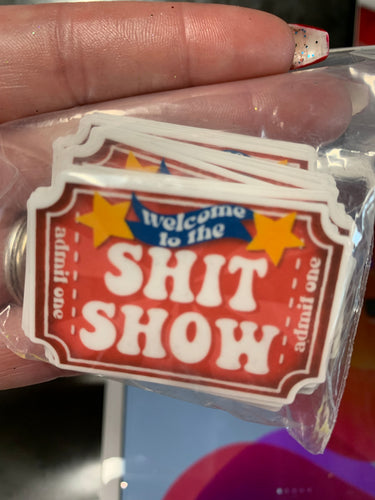 Welcome
to the
SHIT
SHOW
admit one
admit one